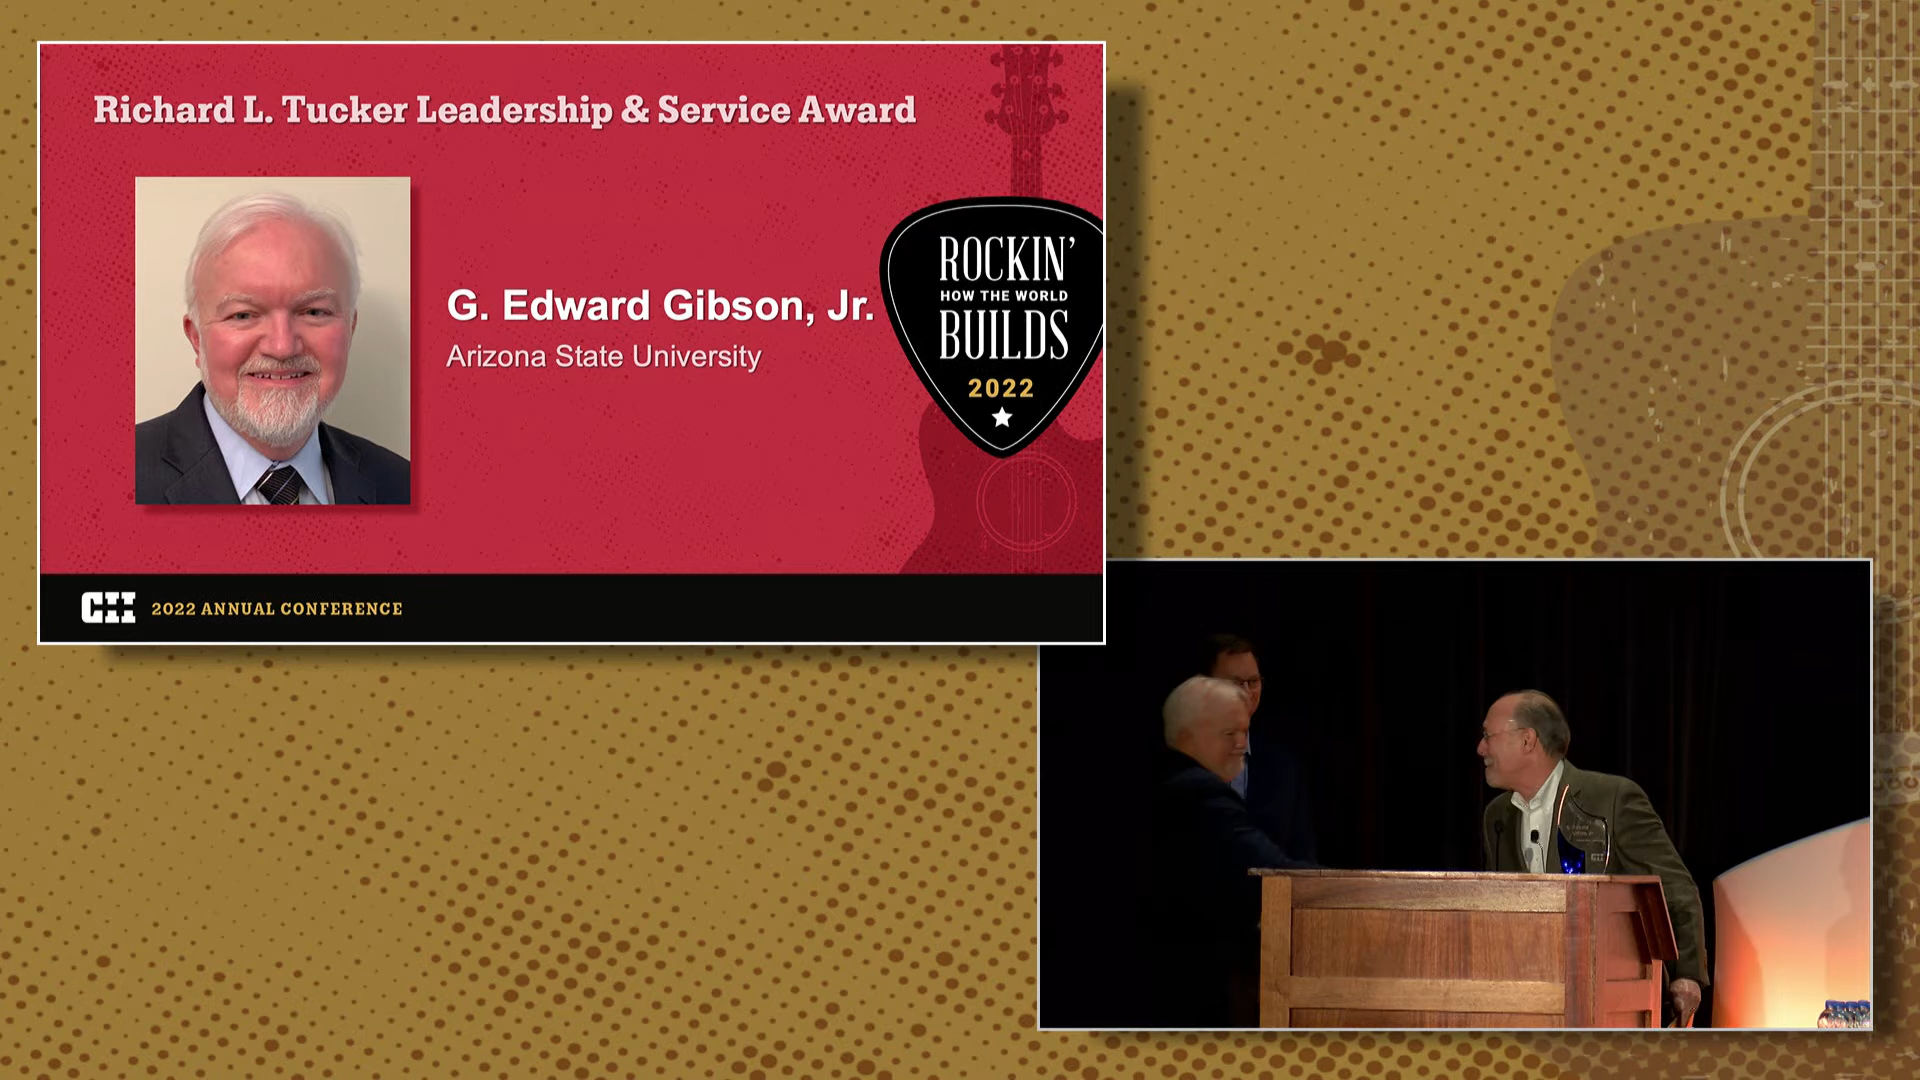 Richard L. Tucker Leadership & Service Award
G. Edward Gibson, Jr.
Arizona State University
ROCKIN'
HOW THE WORLD
BUILDS
2022
CII 2022 ANNUAL CONFERENCE